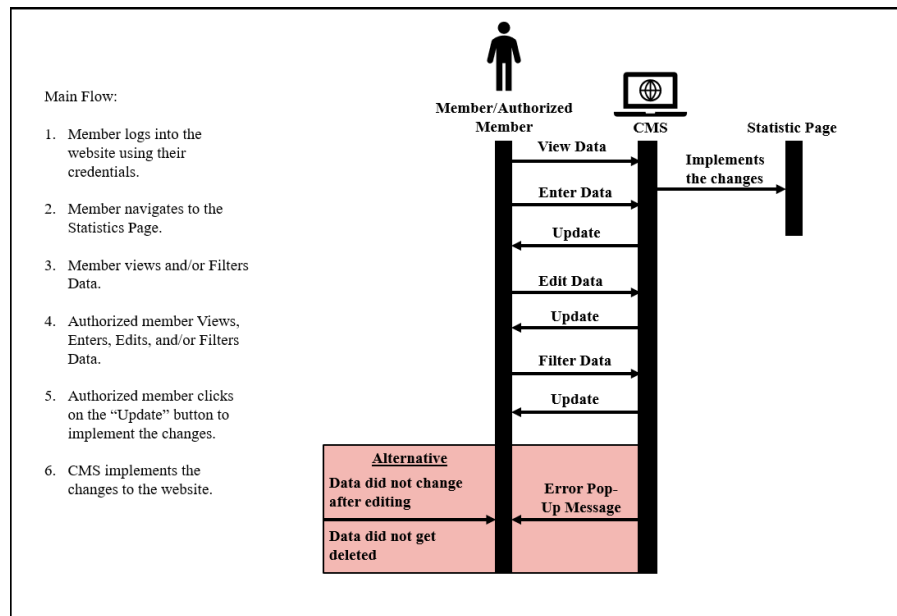 Main Flow:
1. Member logs into the
website using their
credentials.
2. Member navigates to the
Statistics Page.
3. Member views and/or Filters
Data.
4. Authorized member Views,
Enters, Edits, and/or Filters
Data.
5. Authorized member clicks
on the “Update” button to
implement the changes.
6. CMS implements the
changes to the website.
Member/Authorized
Member
CMS
Statistic Page
View Data
Implements
the changes
Enter Data
Update
Edit Data
Update
Filter Data
Update
Alternative
Data did not change
after editing
Error Pop-
Up Message
Data did not get
deleted